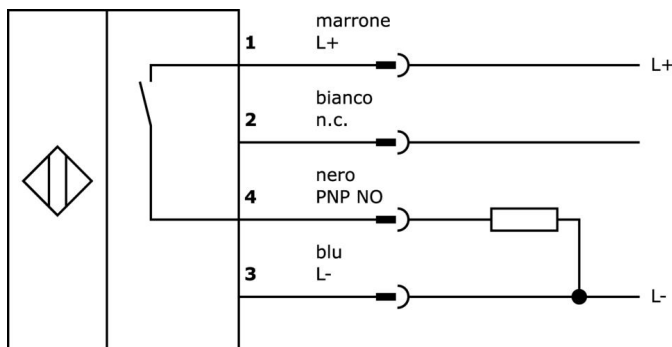 marrone
1 L+ L+
bianco
2 n.c.
nero
4 PNP NO
blu
3 L- L-